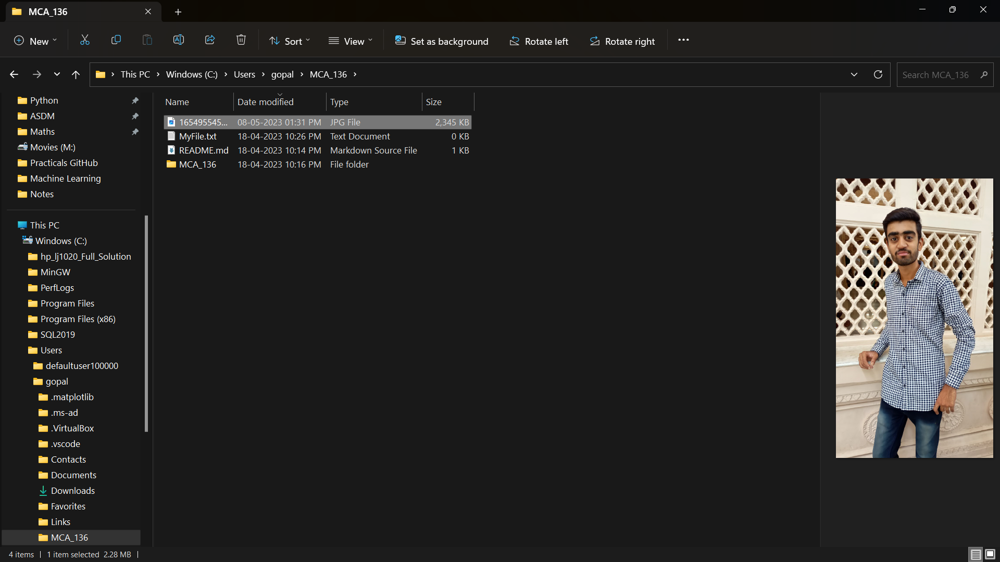 MCA_136
New
Sort
View
Set as background
Rotate left
Rotate right
This PC
Windows (C:)
Users
gopal
MCA_136
Search MCA_136
Python
ASDM
Maths
Movies (M:)
Practicals GitHub
Machine Learning
Notes
This PC
Windows (C:)
hp_lj1020_Full_Solution
MinGW
PerfLogs
Program Files
Program Files (x86)
SQL2019
Users
defaultuser100000
gopal
.matplotlib
.ms-ad
.VirtualBox
.vscode
Contacts
Documents
Downloads
Favorites
Links
MCA_136
Name Date modified Type Size
165495545... 08-05-2023 01:31 PM JPG File 2,345 KB
MyFile.txt 18-04-2023 10:26 PM Text Document 0 KB
README.md 18-04-2023 10:14 PM Markdown Source File 1 KB
MCA_136 18-04-2023 10:16 PM File folder
4 items 1 item selected 2.28 MB